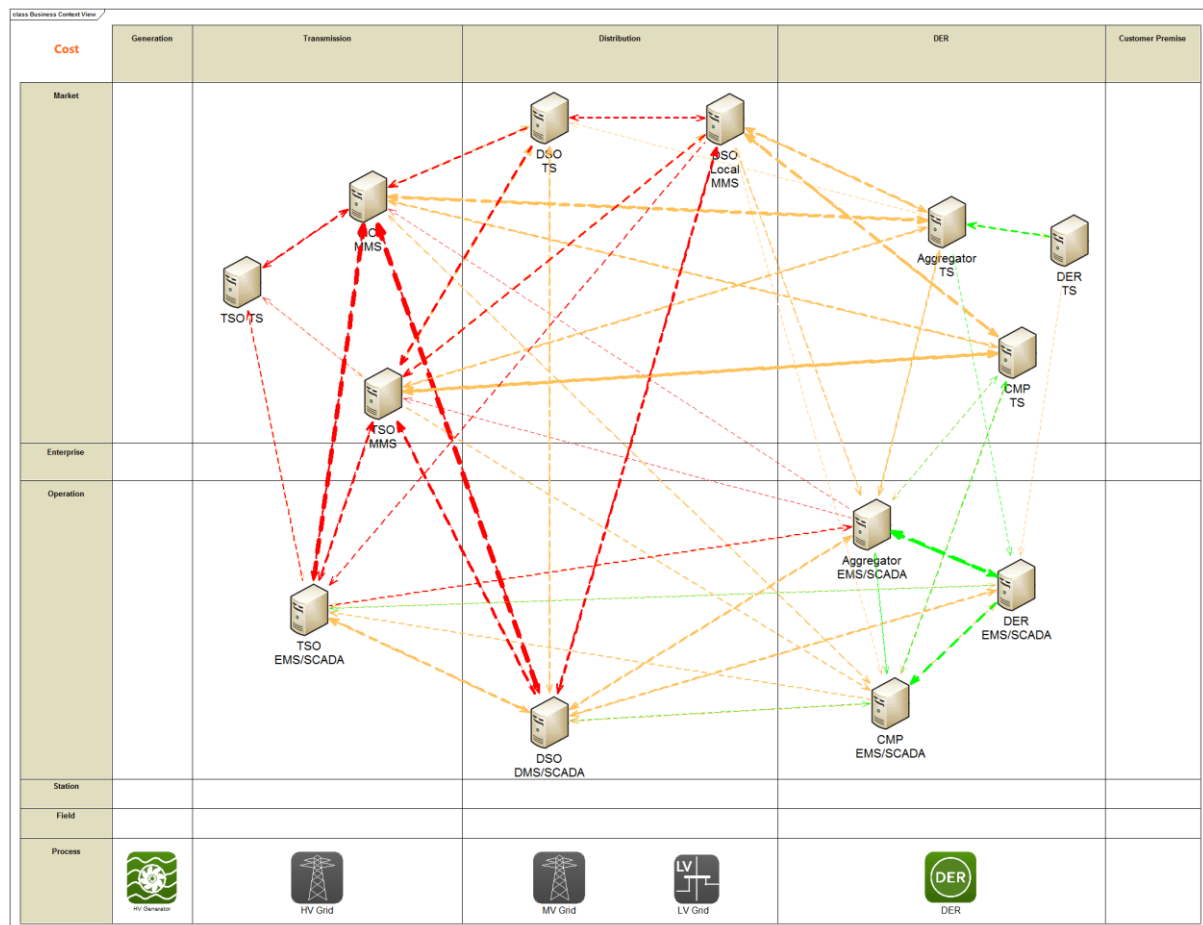 class Business Context View
Cost
Generation
Transmission
Distribution
DER
Customer Premise
Market
DSO
TS
DSO
Local
MMS
MMS
Aggregator
TS
DER
TS
TSO TS
CMP
TS
TSO
MMS
Enterprise
Operation
Aggregator
EMS/SCADA
TSO
EMS/SCADA
DER
EMS/SCADA
CMP
EMS/SCADA
DSO
DMS/SCADA
Station
Field
Process
HV Generator
HV Grid
MV Grid
LV
LV Grid
DER
DER